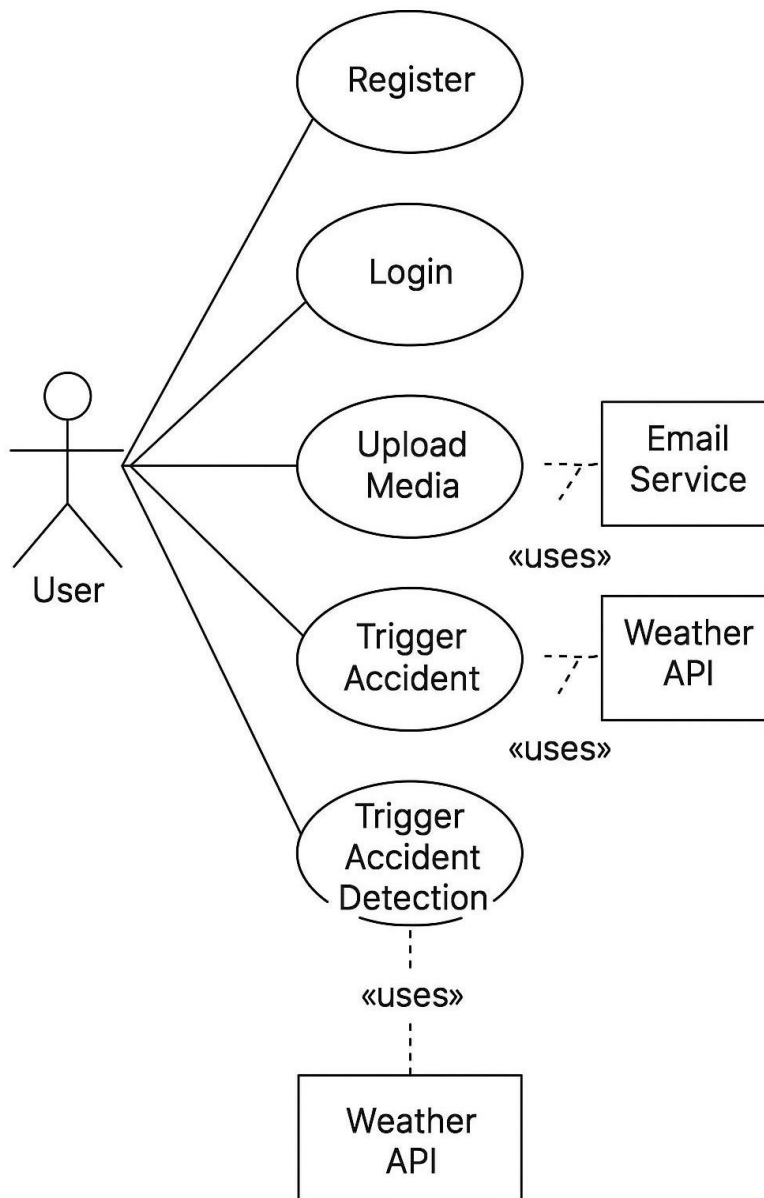 Register
Login
Upload
Media
Email
Service
«uses»
User
Trigger
Accident
Weather
API
«uses»
Trigger
Accident
Detection
«uses»
Weather
API